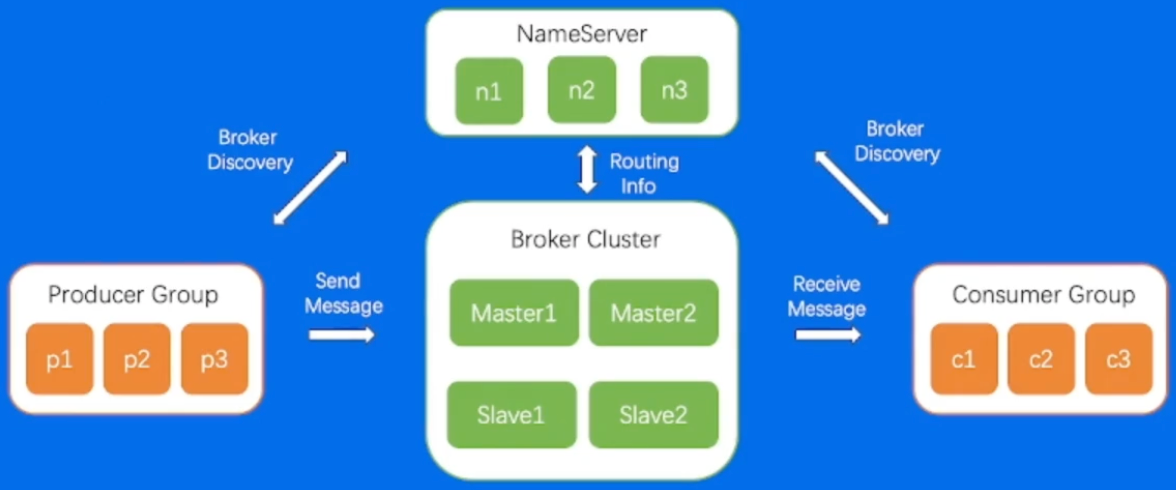 NameServer
n1
n2
n3
Broker
Discovery
Broker
Discovery
Routing
Info
Broker Cluster
Producer Group
p1
p2
p3
Send
Message
Master1
Master2
Slave1
Slave2
Receive
Message
Consumer Group
c1
c2
c3